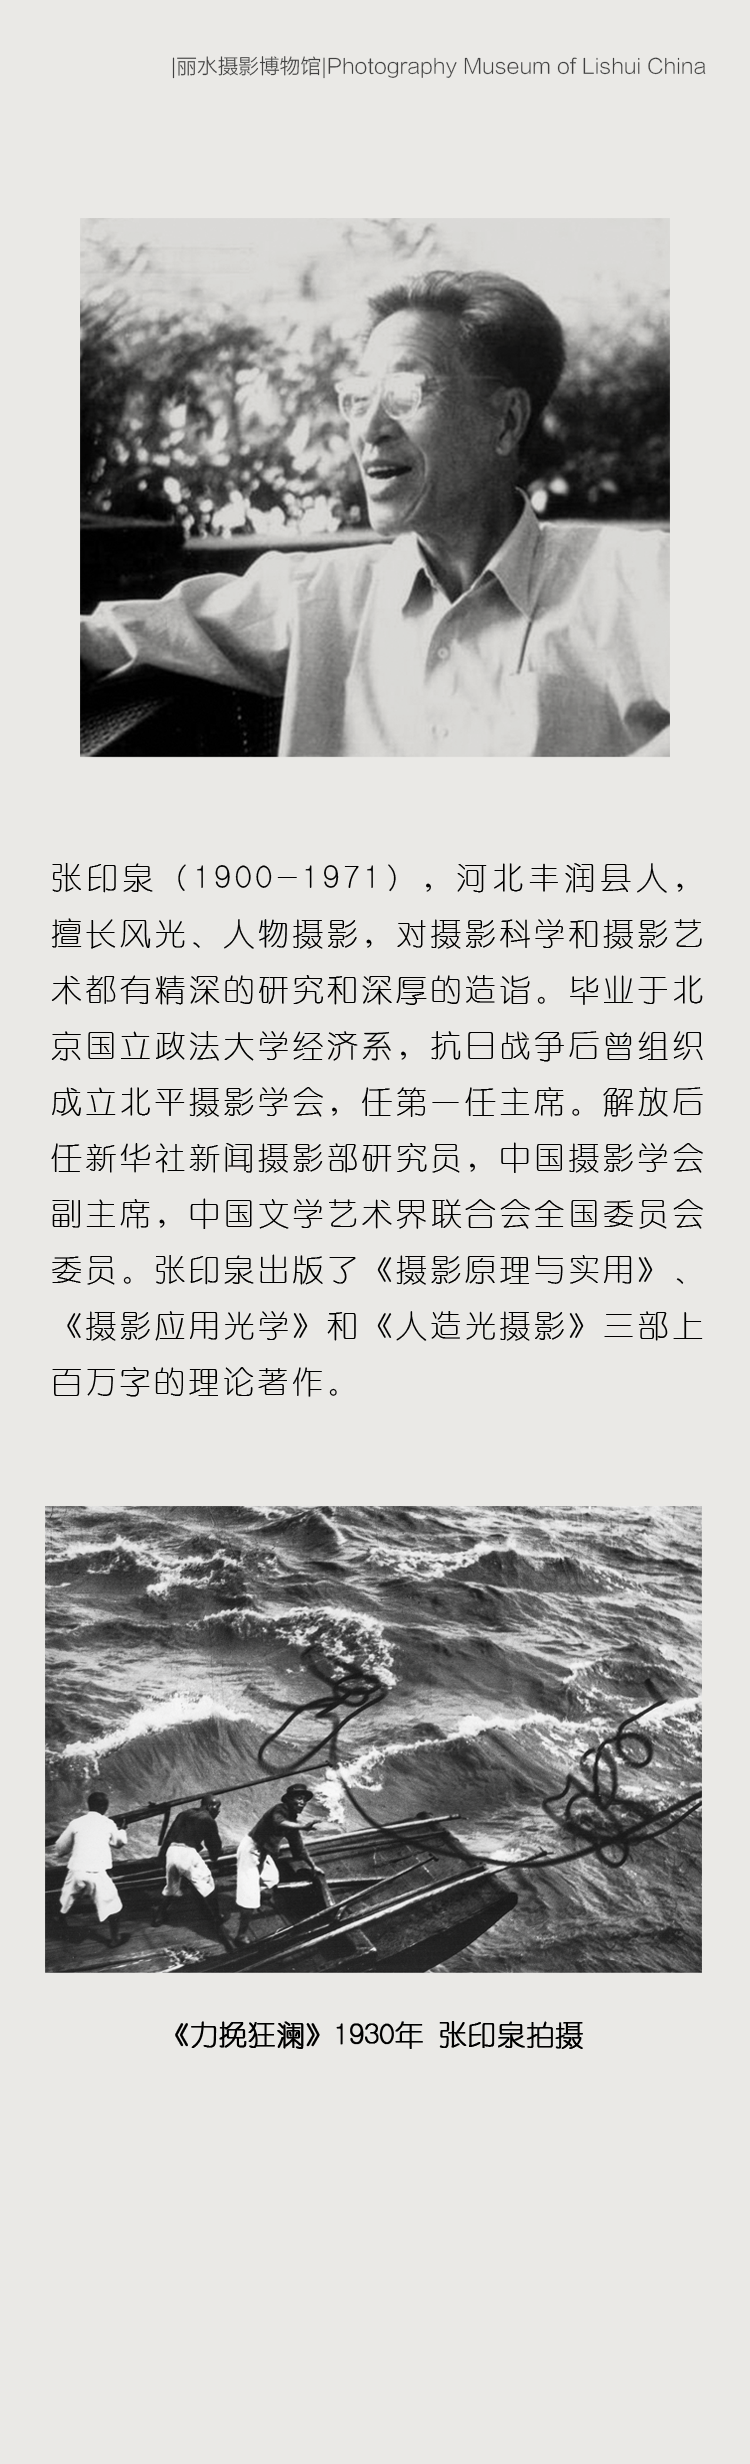 |丽水摄影博物馆|Photography Museum of Lishui China
张印泉（1900-1971），河北丰润县人，
擅长风光、人物摄影，对摄影科学和摄影艺
术都有精深的研究和深厚的造诣。毕业于北
京国立政法大学经济系，抗日战争后曾组织
成立北平摄影学会，任第一任主席。解放后
任新华社新闻摄影部研究员，中国摄影学会
副主席，中国文学艺术界联合会全国委员会
委员。张印泉出版了《摄影原理与实用》、
《摄影应用光学》和《人造光摄影》三部上
百万字的理论著作。
《力挽狂澜》1930年 张印泉拍摄